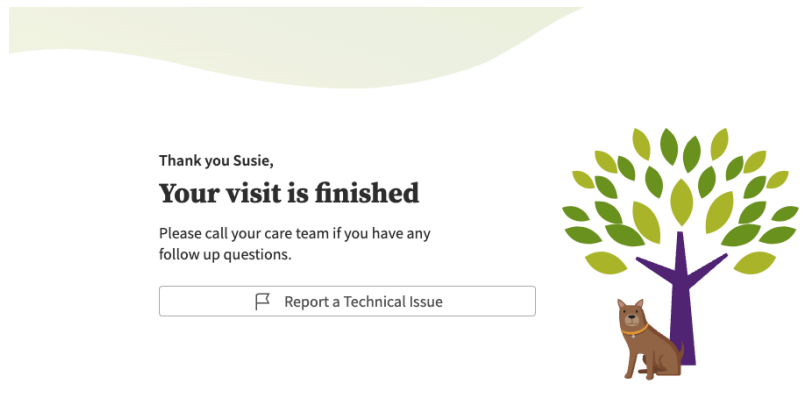 Thank you Susie,
Your visit is finished
Please call your care team if you have any
follow up questions.
Report a Technical Issue